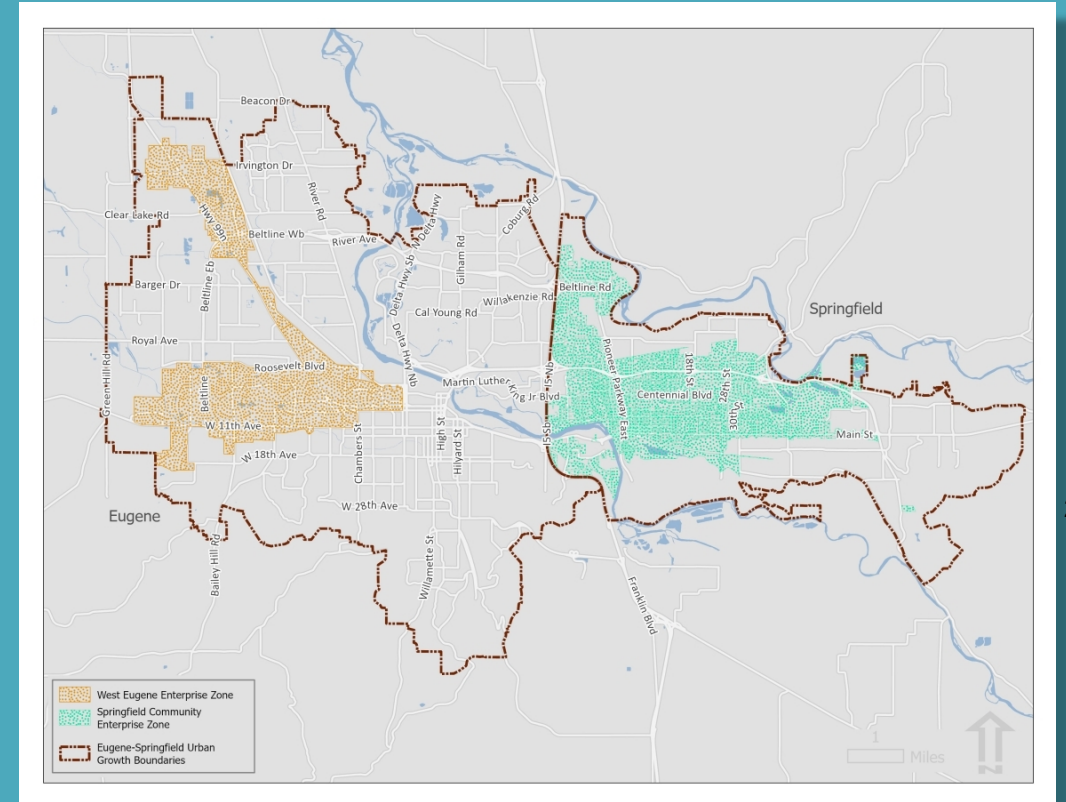 Beacon Dr
Irvington Dr
River Rd
Hwy 99n
Clear Lake Rd
Beltline Wb
River Ave
N Delta Hwy
Gilham Rd
Coburg Rd
Barger Dr
Beltline Eb
Delta Hwy Sb
Willakenzie Rd
Beltline Rd
Cal Young Rd
Springfield
Royal Ave
Green Hill Rd
Roosevelt Blvd
Delta Hwy Nb
Martin Luther King Jr Blvd
I5 Nb
Pioneer Parkway East
18th St
28th St
Centennial Blvd
30th St
Beltline
W 11th Ave
Chambers St
High St
Hilyard St
I5 Sb
Main St
W 18th Ave
W 28th Ave
Eugene
Bailey Hill Rd
Willamette St
Franklin Blvd
West Eugene Enterprise Zone
Springfield Community
Enterprise Zone
Eugene-Springfield Urban
Growth Boundaries
1
Miles
N